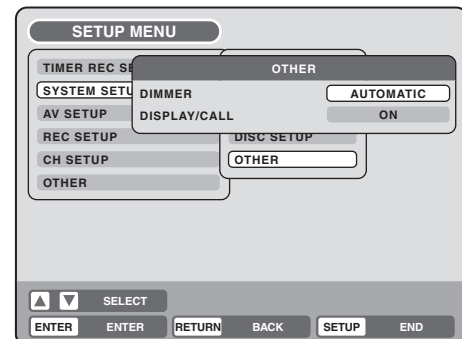 SETUP MENU
TIMER REC SE
SYSTEM SETU
AV SETUP
REC SETUP
CH SETUP
OTHER
OTHER
DIMMER AUTOMATIC
DISPLAY/CALL ON
DISC SETUP
OTHER
SELECT
ENTER ENTER RETURN BACK SETUP END